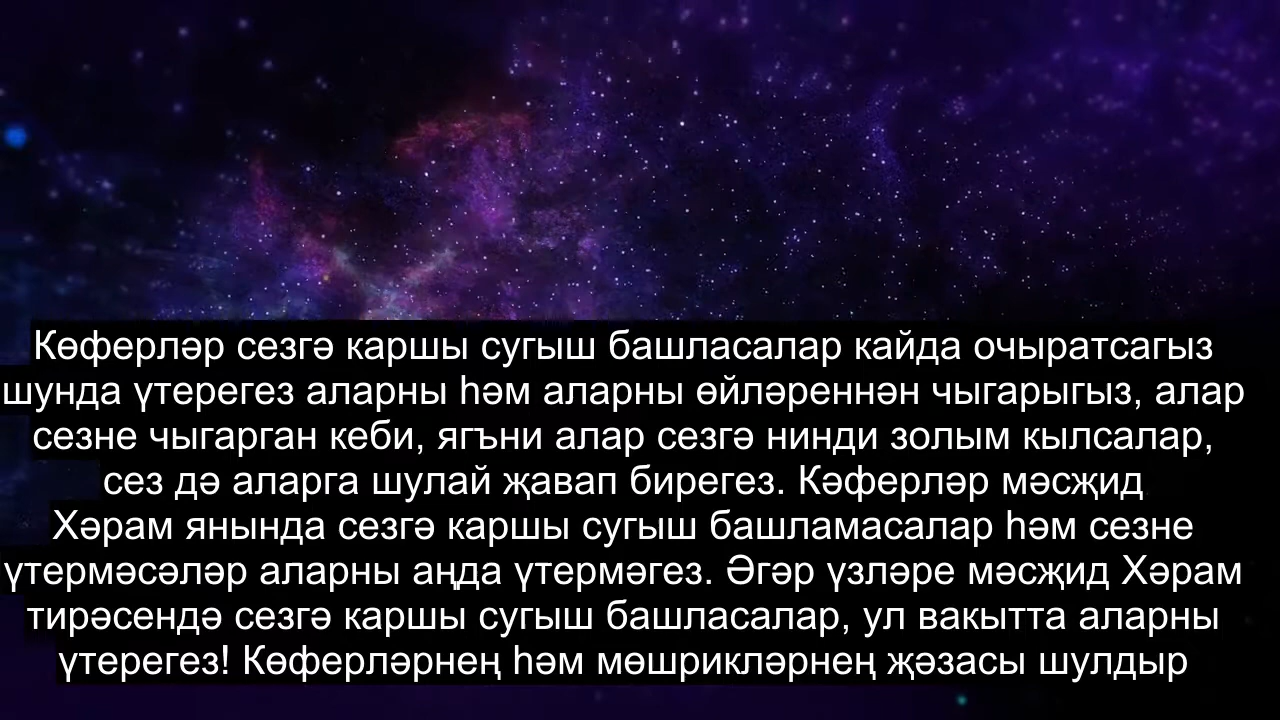 Көферләр сезгә каршы сугыш башласалар кайда очыратсагыз
шунда үтерегез аларны һәм аларны өйләреннән чыгарыгыз, алар
сезне чыгарган кеби, ягъни алар сезгә нинди золым кылсалар,
сез дә аларга шулай җавап бирегез. Кәферләр мәсҗид
Хәрам янында сезгә каршы сугыш башламасалар һәм сезне
үтермәсәләр аларны аңда үтермәгез. Әгәр үзләре мәсҗид Хәрам
тирәсендә сезгә каршы сугыш башласалар, ул вакытта аларны
үтерегез! Көферләрнең һәм мөшрикләрнең җәзасы шулдыр